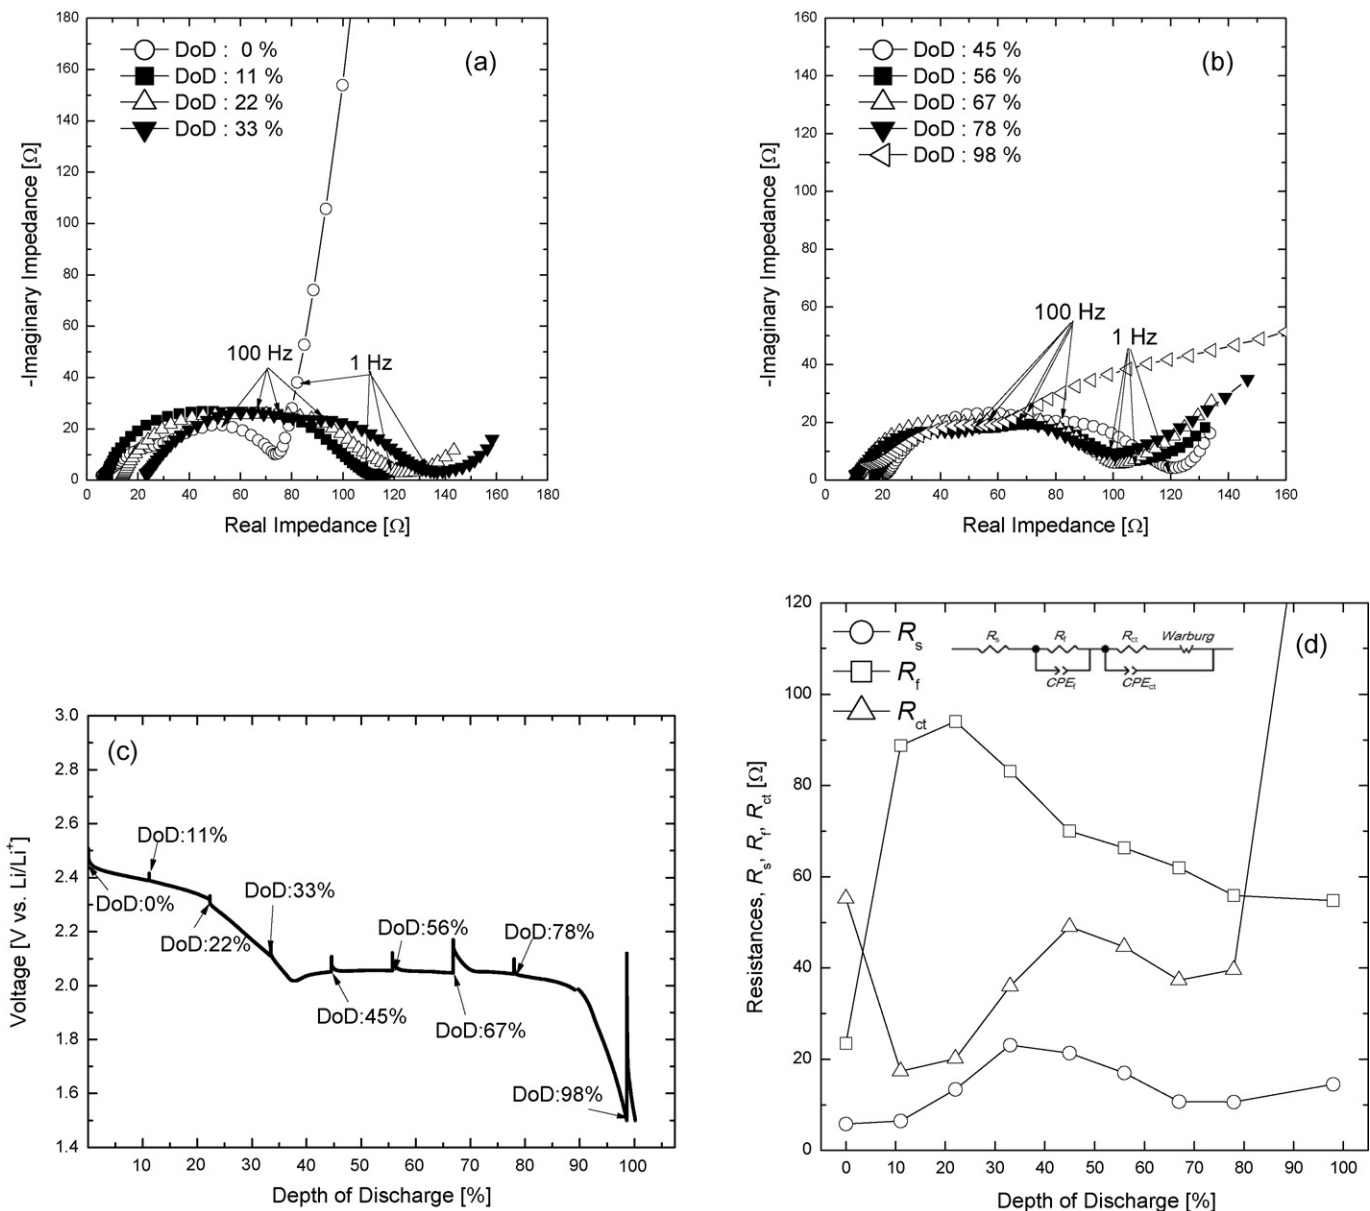 (a)
DoD : 0 %
DoD : 11 %
DoD : 22 %
DoD : 33 %
100 Hz
1 Hz
-Imaginary Impedance [Ω]
180
160
140
120
100
80
60
40
20
0
0 20 40 60 80 100 120 140 160 180
Real Impedance [Ω]
(b)
DoD : 45 %
DoD : 56 %
DoD : 67 %
DoD : 78 %
DoD : 98 %
100 Hz
1 Hz
-Imaginary Impedance [Ω]
160
140
120
100
80
60
40
20
0
0 20 40 60 80 100 120 140 160
Real Impedance [Ω]
(c)
DoD:11%
DoD:0%
DoD:22%
DoD:33%
DoD:45%
DoD:56%
DoD:67%
DoD:78%
DoD:98%
Voltage [V vs. Li/Li⁺]
3.0
2.8
2.6
2.4
2.2
2.0
1.8
1.6
1.4
10 20 30 40 50 60 70 80 90 100
Depth of Discharge [%]
(d)
Rs
Rf
Rct
Rs Rf Rct Warburg
CPEf CPEct
Resistances, Rs, Rf, Rct [Ω]
120
100
80
60
40
20
0
0 10 20 30 40 50 60 70 80 90 100
Depth of Discharge [%]